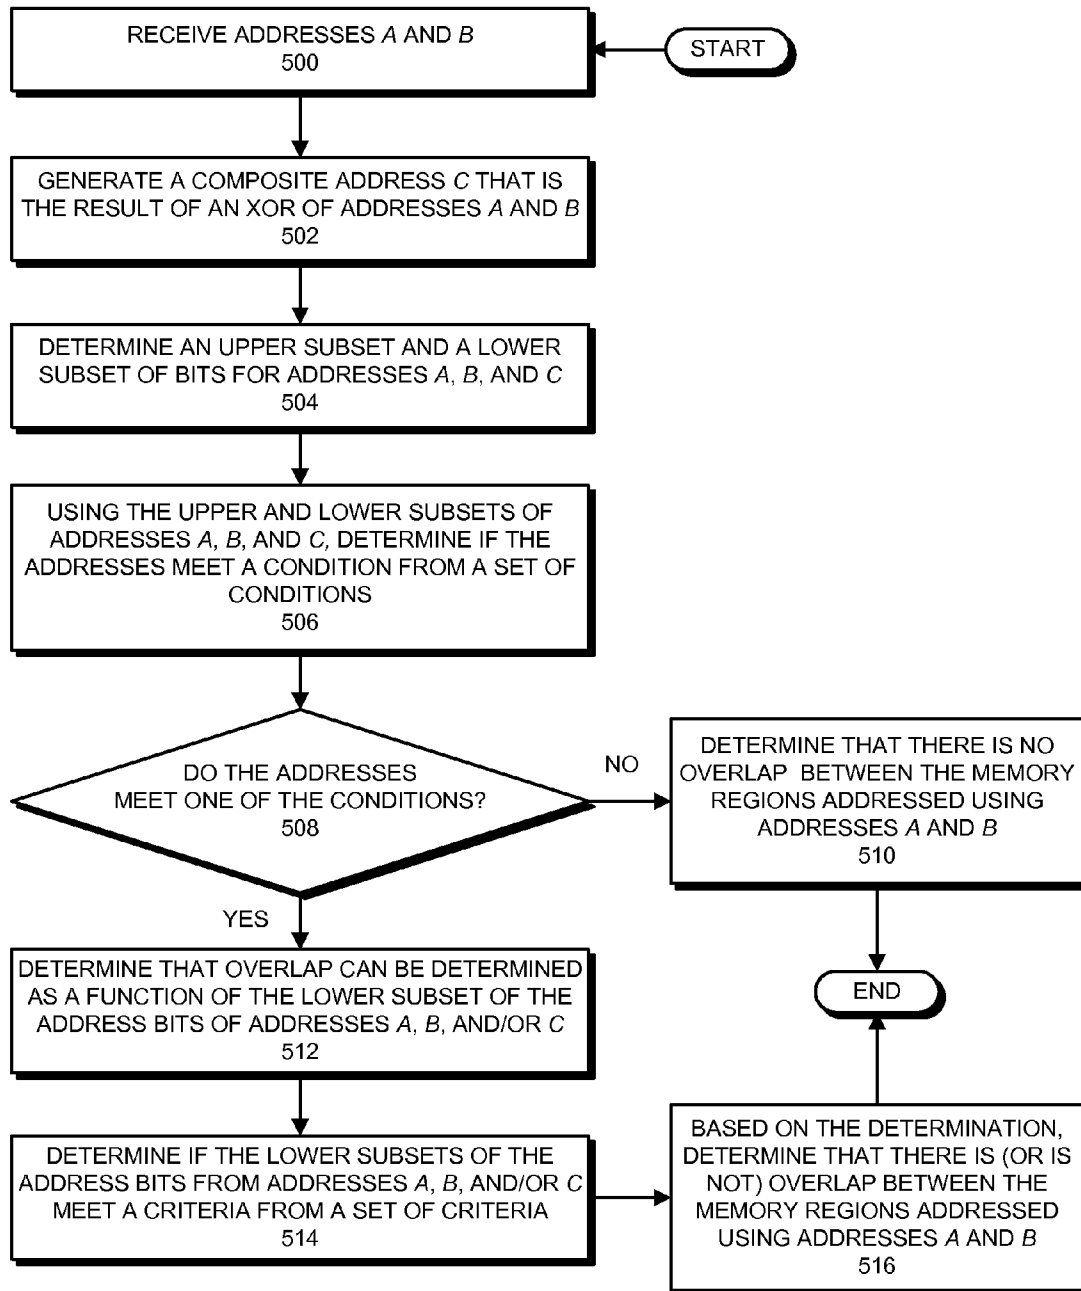 RECEIVE ADDRESSES A AND B
500
START
GENERATE A COMPOSITE ADDRESS C THAT IS
THE RESULT OF AN XOR OF ADDRESSES A AND B
502
DETERMINE AN UPPER SUBSET AND A LOWER
SUBSET OF BITS FOR ADDRESSES A, B, AND C
504
USING THE UPPER AND LOWER SUBSETS OF
ADDRESSES A, B, AND C, DETERMINE IF THE
ADDRESSES MEET A CONDITION FROM A SET OF
CONDITIONS
506
DO THE ADDRESSES
MEET ONE OF THE CONDITIONS?
508
NO
DETERMINE THAT THERE IS NO
OVERLAP BETWEEN THE MEMORY
REGIONS ADDRESSED USING
ADDRESSES A AND B
510
YES
DETERMINE THAT OVERLAP CAN BE DETERMINED
AS A FUNCTION OF THE LOWER SUBSET OF THE
ADDRESS BITS OF ADDRESSES A, B, AND/OR C
512
END
DETERMINE IF THE LOWER SUBSETS OF THE
ADDRESS BITS FROM ADDRESSES A, B, AND/OR C
MEET A CRITERIA FROM A SET OF CRITERIA
514
BASED ON THE DETERMINATION,
DETERMINE THAT THERE IS (OR IS
NOT) OVERLAP BETWEEN THE
MEMORY REGIONS ADDRESSED
USING ADDRESSES A AND B
516